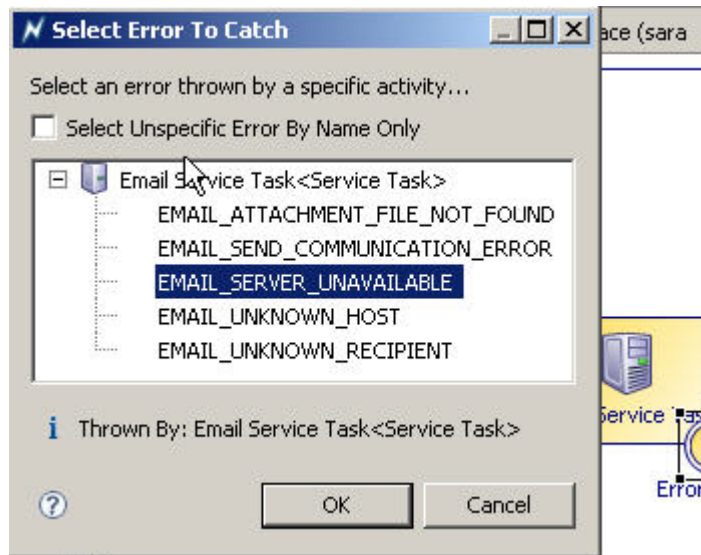 Select Error To Catch
ace (sara
Select an error thrown by a specific activity...
Select Unspecific Error By Name Only
Email Service Task<Service Task>
EMAIL_ATTACHMENT_FILE_NOT_FOUND
EMAIL_SEND_COMMUNICATION_ERROR
EMAIL_SERVER_UNAVAILABLE
EMAIL_UNKNOWN_HOST
EMAIL_UNKNOWN_RECIPIENT
Thrown By: Email Service Task<Service Task>
Service Tas
Error
OK
Cancel